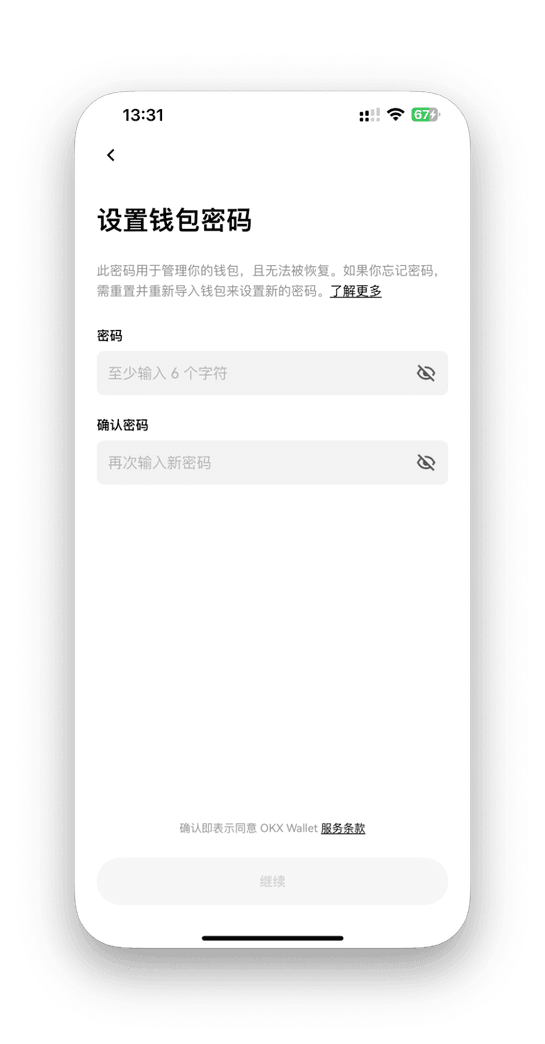 13:31
67
设置钱包密码
此密码用于管理你的钱包，且无法被恢复。如果你忘记密码，
需重置并重新导入钱包来设置新的密码。了解更多
密码
至少输入 6 个字符
确认密码
再次输入新密码
确认即表示同意 OKX Wallet 服务条款
继续